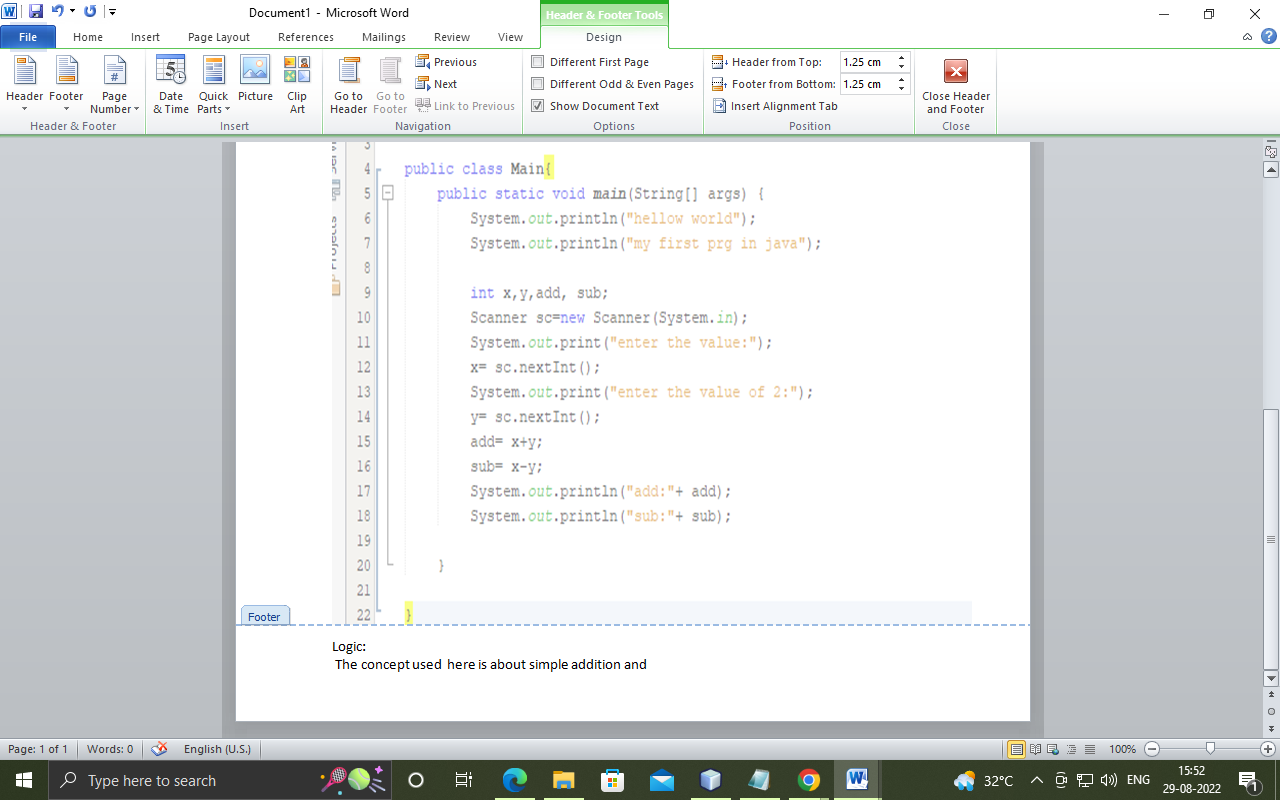 Document1 - Microsoft Word
Header & Footer Tools
File Home Insert Page Layout References Mailings Review View Design
Header Footer Page Number
Header & Footer
Date & Time Quick Parts Picture Clip Art
Insert
Go to Header Go to Footer
Previous
Next
Link to Previous
Navigation
Different First Page
Different Odd & Even Pages
Show Document Text
Options
Header from Top: 1.25 cm
Footer from Bottom: 1.25 cm
Insert Alignment Tab
Position
Close Header and Footer
Close
Projects
3
4 public class Main{
5 public static void main(String[] args) {
6 System.out.println("hellow world");
7 System.out.println("my first prg in java");
8
9 int x,y,add, sub;
10 Scanner sc=new Scanner(System.in);
11 System.out.print("enter the value:");
12 x= sc.nextInt();
13 System.out.print("enter the value of 2:");
14 y= sc.nextInt();
15 add= x+y;
16 sub= x-y;
17 System.out.println("add:"+ add);
18 System.out.println("sub:"+ sub);
19
20 }
21
22 }
Footer
Logic:
The concept used here is about simple addition and
Page: 1 of 1 Words: 0 English (U.S.) 100%
Type here to search 32°C ENG 15:52
29-08-2022 1